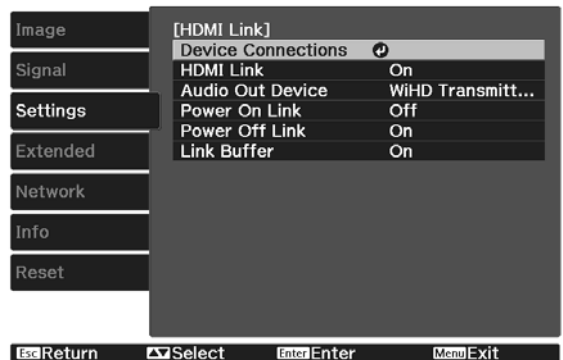 Image
Signal
Settings
Extended
Network
Info
Reset
[HDMI Link]
Device Connections
HDMI Link On
Audio Out Device WiHD Transmitt...
Power On Link Off
Power Off Link On
Link Buffer On
Esc Return Select Enter Enter Menu Exit